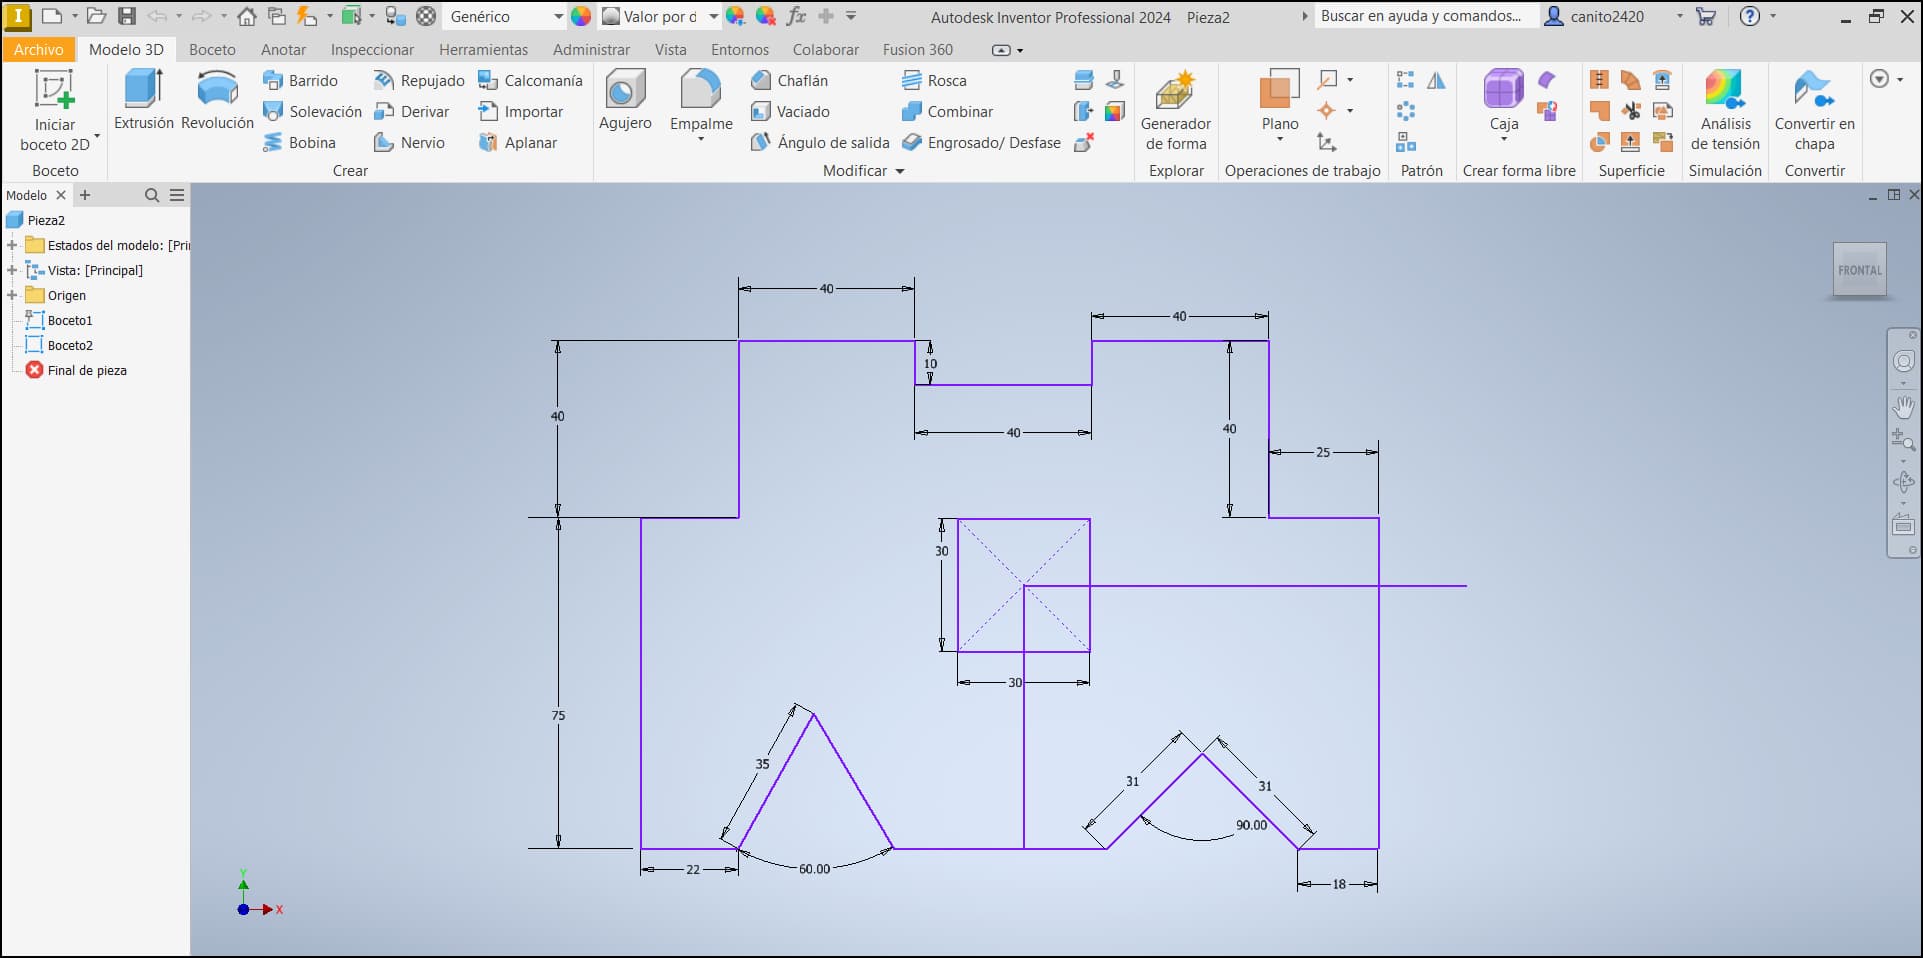 Genérico
Valor por d
Autodesk Inventor Professional 2024 Pieza2
Buscar en ayuda y comandos...
canito2420
Archivo Modelo 3D Boceto Anotar Inspeccionar Herramientas Administrar Vista Entornos Colaborar Fusion 360
Iniciar
boceto 2D
Boceto
Extrusión
Revolución
Barrido
Solevación
Bobina
Repujado
Derivar
Nervio
Calcomanía
Importar
Aplanar
Crear
Agujero
Empalme
Chaflán
Vaciado
Ángulo de salida
Rosca
Combinar
Engrosado/ Desfase
Modificar
Generador
de forma
Explorar
Plano
Operaciones de trabajo
Patrón
Caja
Crear forma libre
Superficie
Análisis
de tensión
Simulación
Convertir en
chapa
Convertir
Modelo
Pieza2
Estados del modelo: [Pri
Vista: [Principal]
Origen
Boceto1
Boceto2
Final de pieza
FRONTAL
40
40
10
40
40
40
25
30
30
75
35
31
31
90.00
60.00
22
18
Y
X